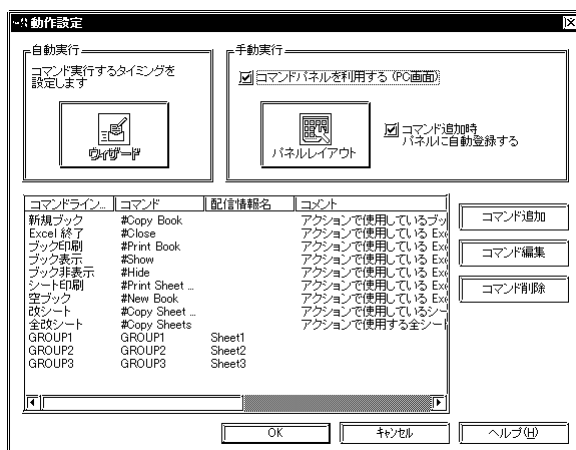 動作設定
自動実行
コマンド実行するタイミングを
設定します
ウィザード
手動実行
コマンドパネルを利用する (PC画面)
パネルレイアウト
コマンド追加時
パネルに自動登録する
コマンドライン... コマンド 配信情報名 コメント
新規ブック #Copy Book アクションで使用しているブッ
Excel 終了 #Close アクションで使用している Exc
ブック印刷 #Print Book アクションで使用している Exc
ブック表示 #Show アクションで使用している Exc
ブック非表示 #Hide アクションで使用している Exc
シート印刷 #Print Sheet ... アクションで使用している Exc
空ブック #New Book アクションで使用している Exc
改シート #Copy Sheet ... アクションで使用しているシー
全改シート #Copy Sheets アクションで使用する全シート
GROUP1 GROUP1 Sheet1
GROUP2 GROUP2 Sheet2
GROUP3 GROUP3 Sheet3
コマンド追加
コマンド編集
コマンド削除
OK キャンセル ヘルプ(H)